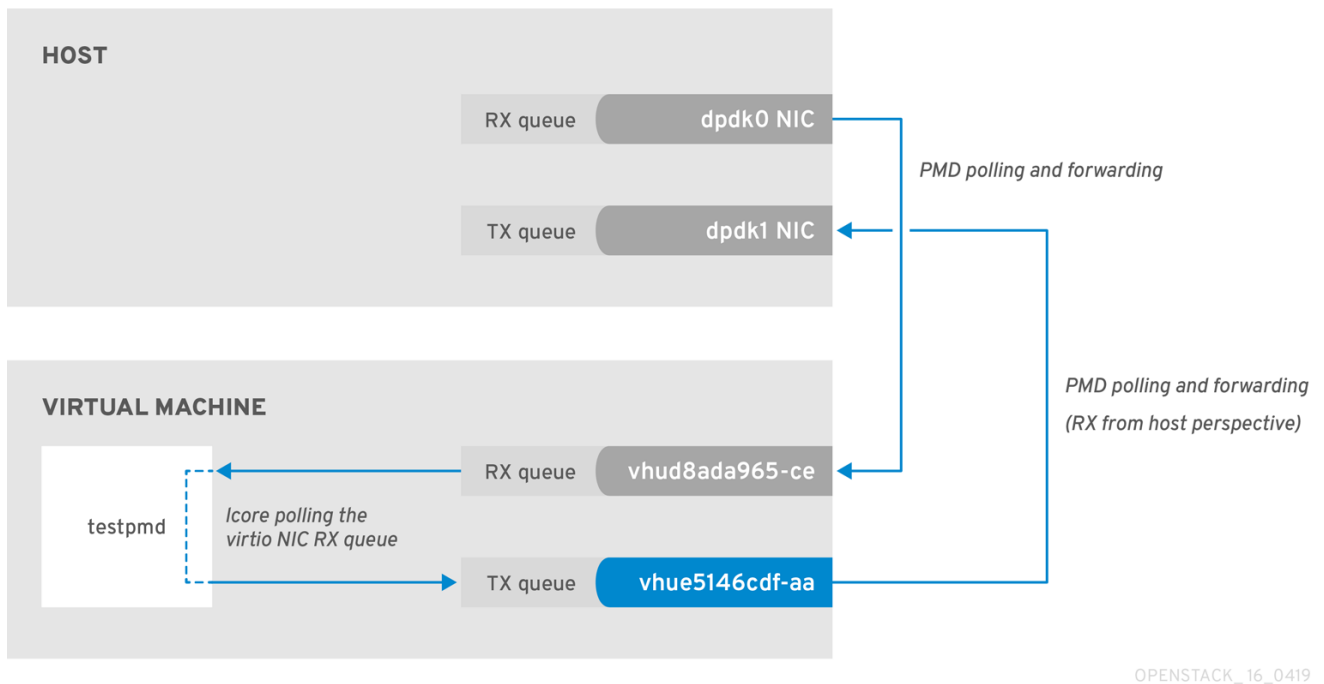 HOST
RX queue
dpdk0 NIC
PMD polling and forwarding
TX queue
dpdk1 NIC
PMD polling and forwarding
(RX from host perspective)
VIRTUAL MACHINE
RX queue
vhud8ada965-ce
testpmd
lcore polling the
virtio NIC RX queue
TX queue
vhue5146cdf-aa
OPENSTACK_16_0419